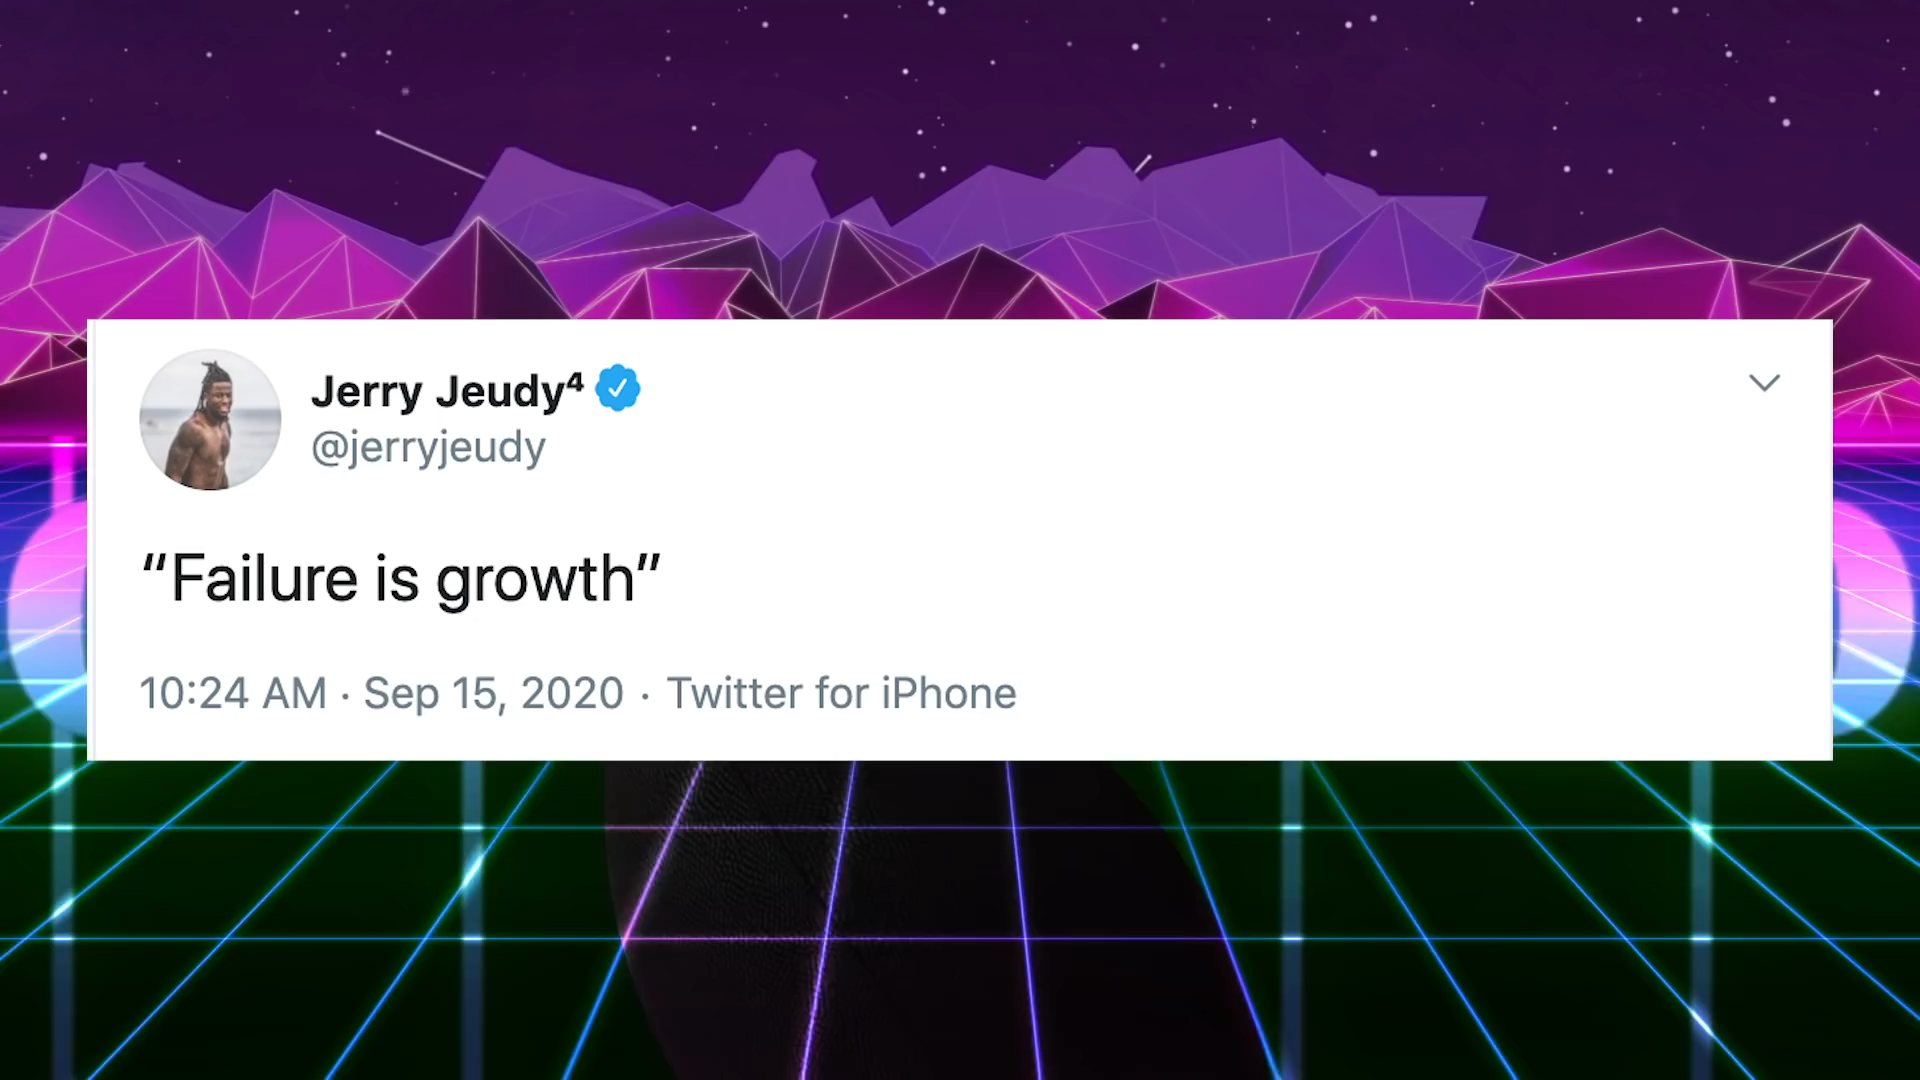 Jerry Jeudy⁴
@jerryjeudy
“Failure is growth”
10:24 AM · Sep 15, 2020 · Twitter for iPhone